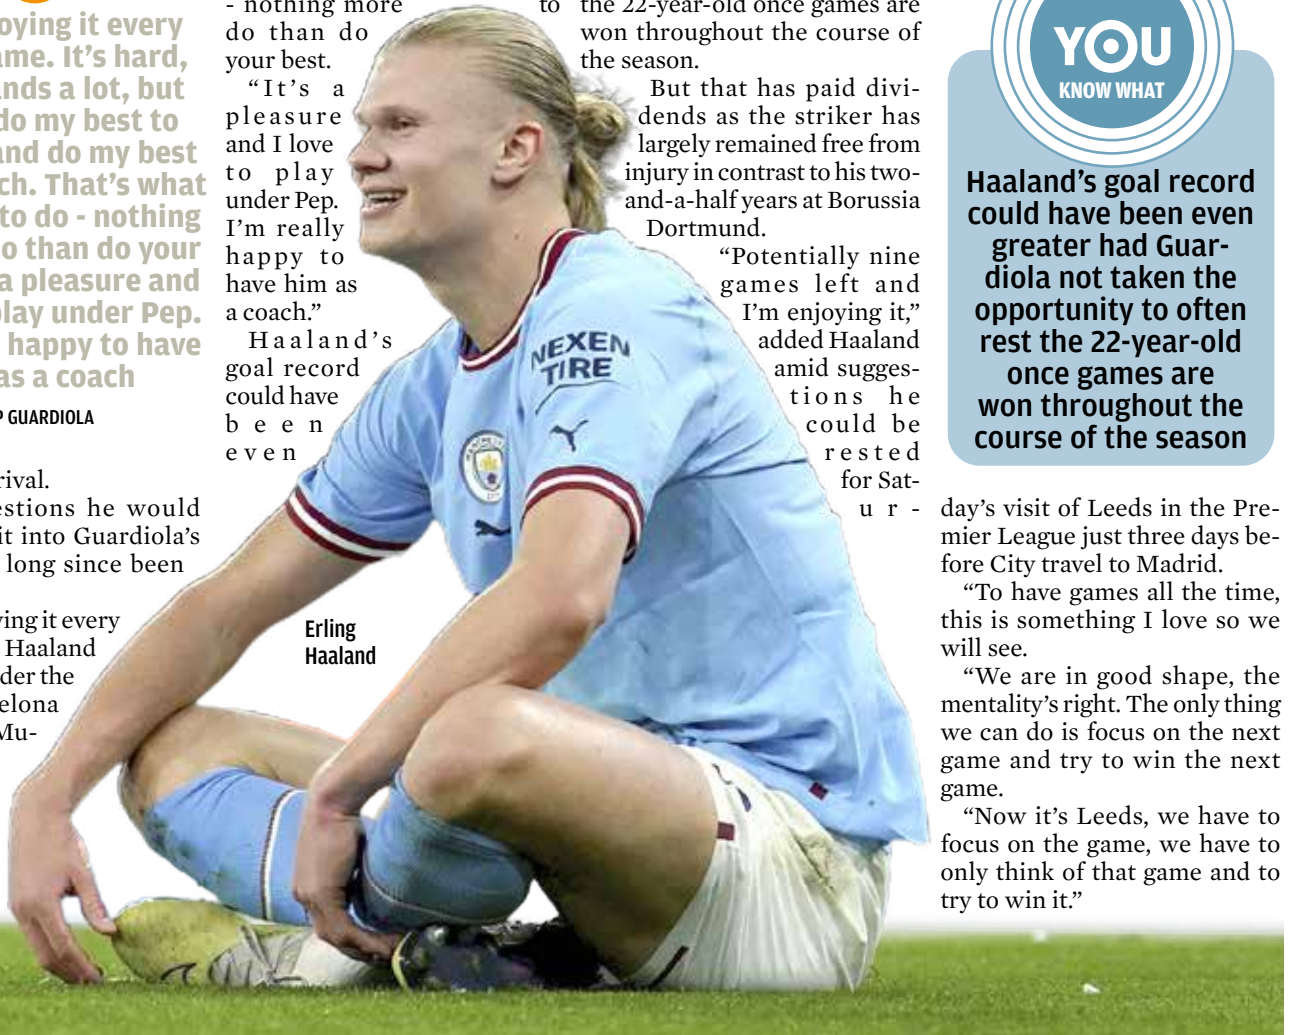 oying it every
ame. It's hard,
ands a lot, but
do my best to
and do my best
ch. That's what
to do - nothing
o than do your
a pleasure and
play under Pep.
happy to have
as a coach
P GUARDIOLA
rival.
estions he would
it into Guardiola's
long since been
ying it every
Haaland
der the
elona
Mu-
- nothing more
do than do
your best.
"It's a
pleasure
and I love
to play
under Pep.
I'm really
happy to
have him as
a coach."
Haaland's
goal record
could have
been
even
Erling
Haaland
NEXEN
TIRE
to
the 22-year-old once games are
won throughout the course of
the season.
But that has paid divi-
dends as the striker has
largely remained free from
injury in contrast to his two-
and-a-half years at Borussia
Dortmund.
"Potentially nine
games left and
I'm enjoying it,"
added Haaland
amid sugges-
tions he
could be
rested
for Sat-
ur-
YOU
KNOW WHAT
Haaland's goal record
could have been even
greater had Guar-
diola not taken the
opportunity to often
rest the 22-year-old
once games are
won throughout the
course of the season
day's visit of Leeds in the Pre-
mier League just three days be-
fore City travel to Madrid.
"To have games all the time,
this is something I love so we
will see.
"We are in good shape, the
mentality's right. The only thing
we can do is focus on the next
game and try to win the next
game.
"Now it's Leeds, we have to
focus on the game, we have to
only think of that game and to
try to win it."